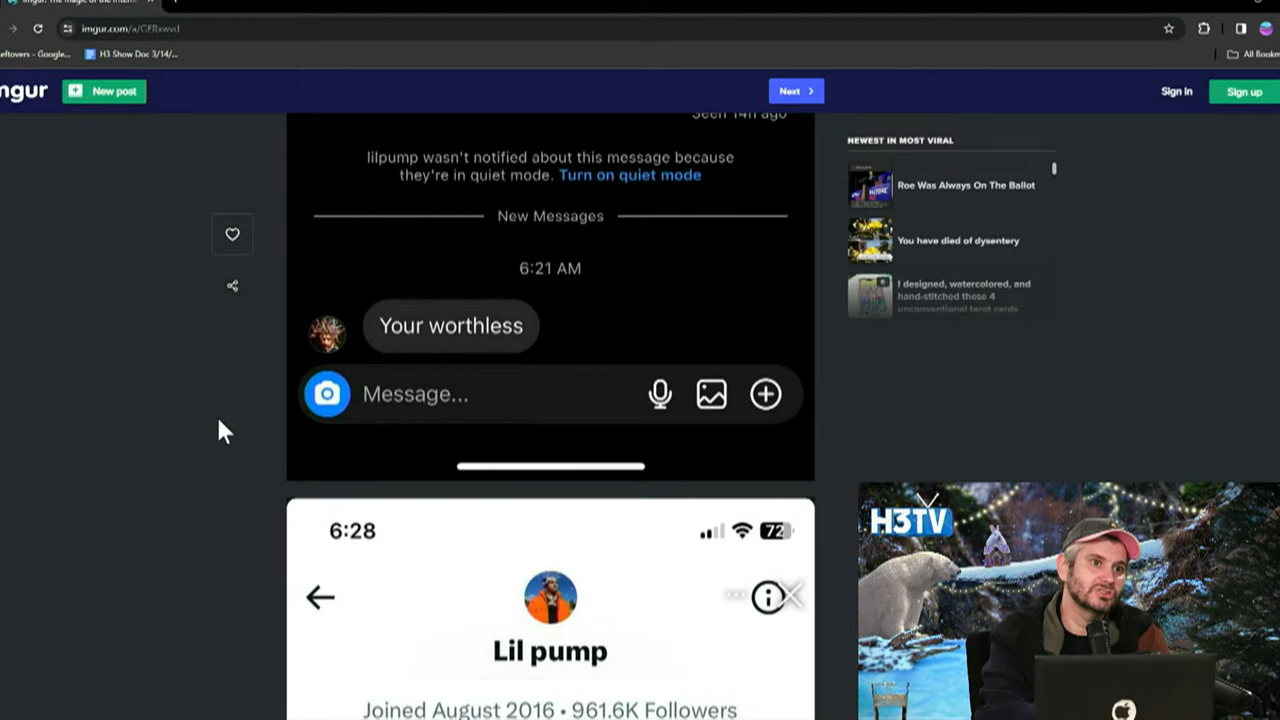 imgur.com/a/GFRxwvd
eftovers - Google...
H3 Show Doc 3/14/...
All Bookm
ngur
New post
Next
Sign in
Sign up
Seen 14h ago
lilpump wasn't notified about this message because
they're in quiet mode. Turn on quiet mode
New Messages
6:21 AM
Your worthless
Message...
NEWEST IN MOST VIRAL
Roe Was Always On The Ballot
You have died of dysentery
I designed, watercolored, and
hand-stitched these 4
unconventional tarot cards
6:28
72
Lil pump
Joined August 2016 • 961.6K Followers
H3TV